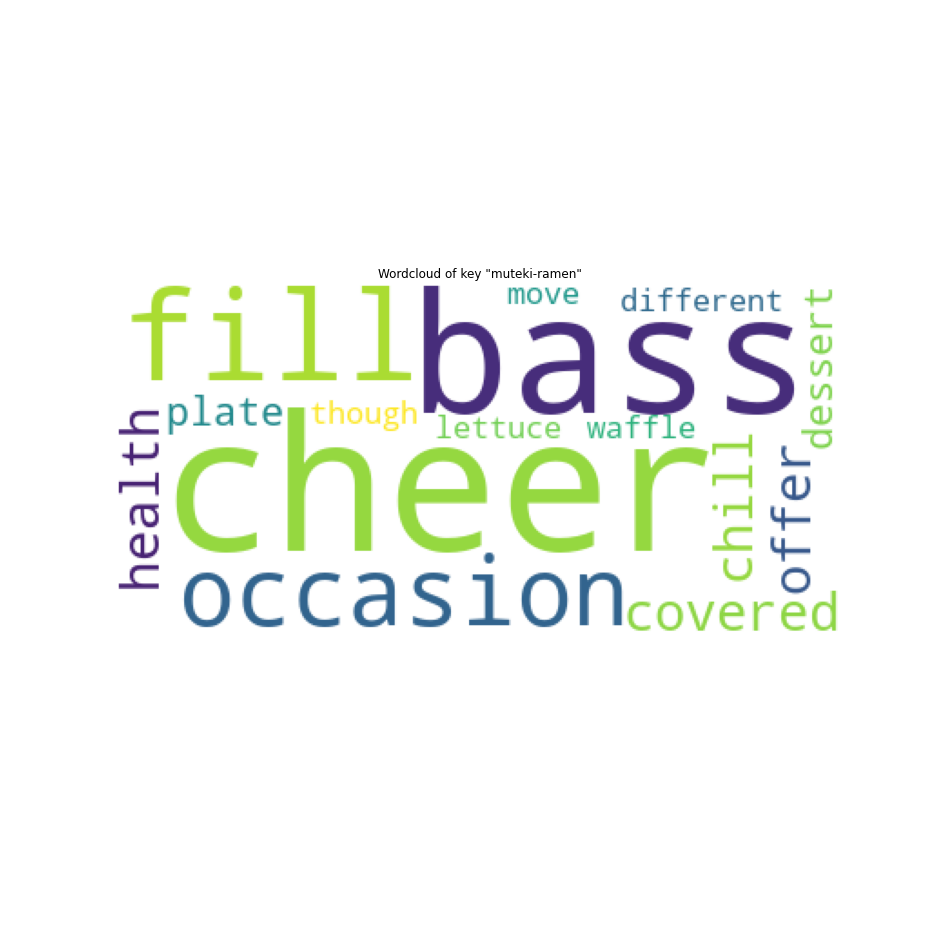 Wordcloud of key "muteki-ramen"
fill
bass
move
different
dessert
plate
though
lettuce
waffle
health
cheer
chill
offer
occasion
covered